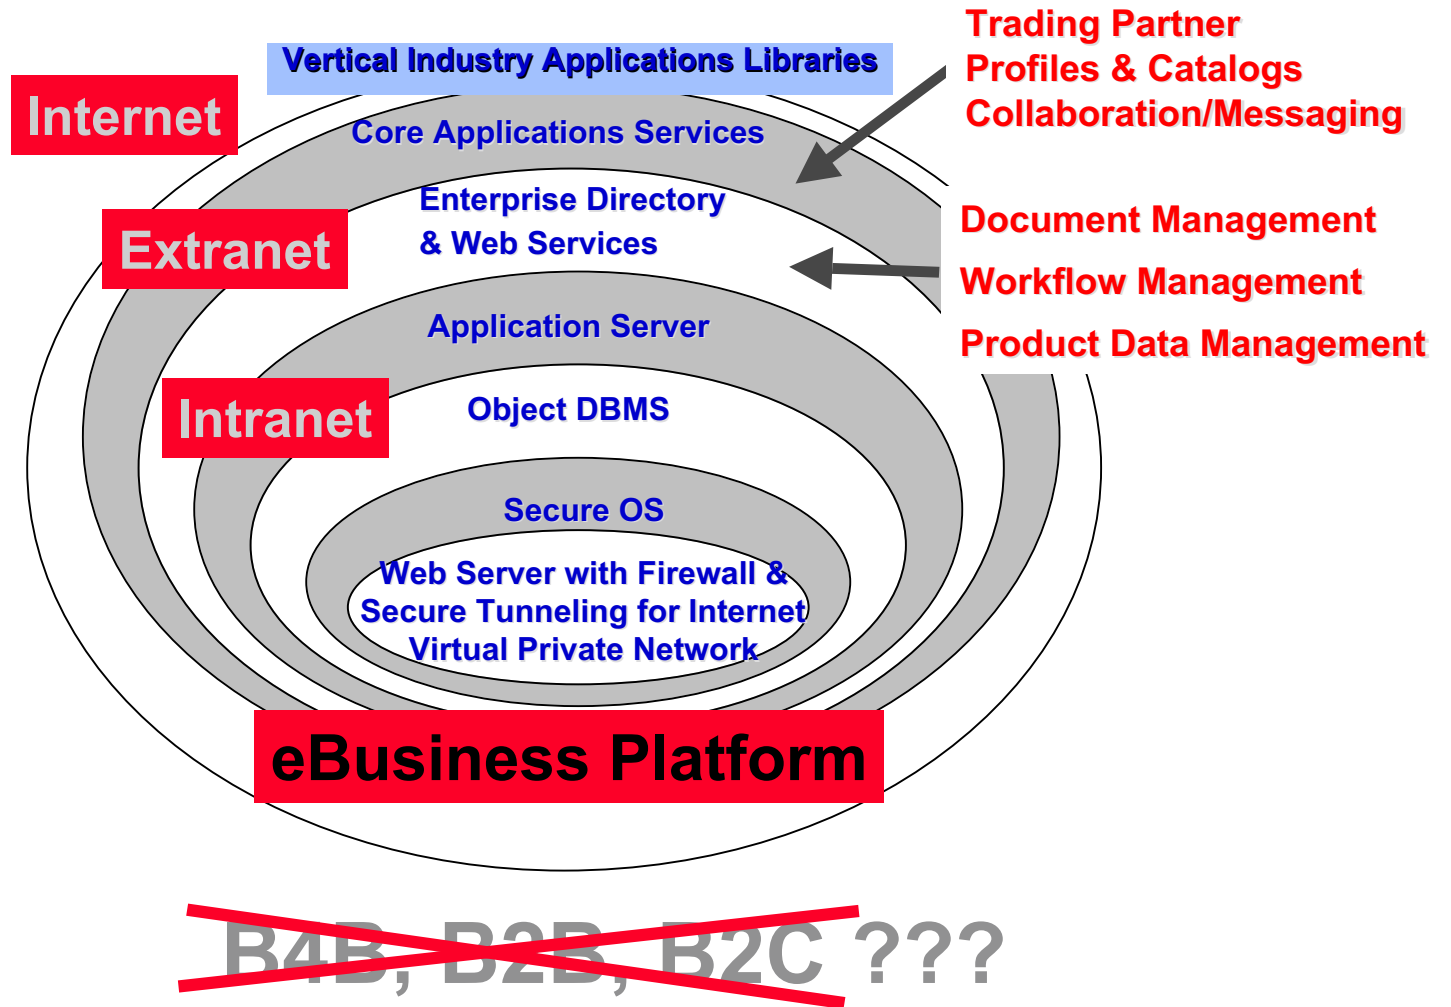 Trading Partner
Profiles & Catalogs
Collaboration/Messaging
Vertical Industry Applications Libraries
Internet
Core Applications Services
Enterprise Directory
& Web Services
Extranet
Document Management
Workflow Management
Product Data Management
Application Server
Intranet
Object DBMS
Secure OS
Web Server with Firewall &
Secure Tunneling for Internet
Virtual Private Network
eBusiness Platform
B4B, B2B, B2C ???